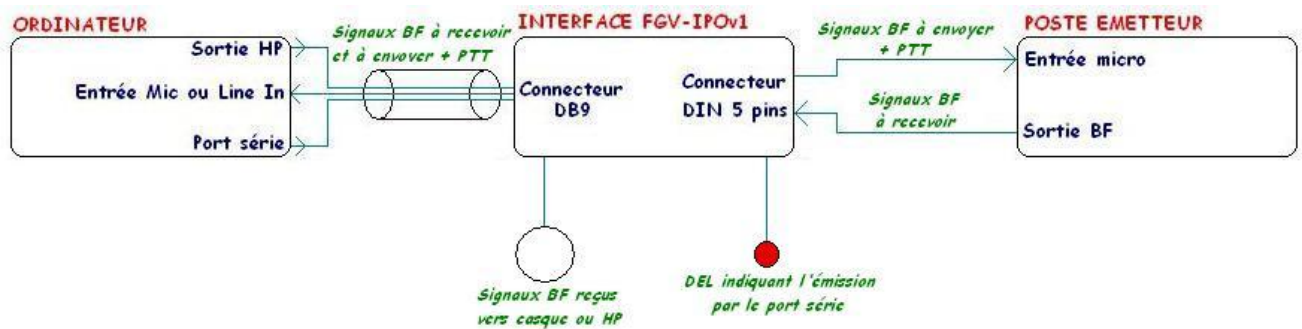 ORDINATEUR
Sortie HP
Entrée Mic ou Line In
Port série
Signaux BF à recevoir
et à envoyer + PTT
INTERFACE FGV-IPOv1
Connecteur
DB9
Connecteur
DIN 5 pins
Signaux BF à envoyer
+ PTT
Signaux BF
à recevoir
POSTE EMETTEUR
Entrée micro
Sortie BF
Signaux BF reçus
vers casque ou HP
DEL indiquant l'émission
par le port série